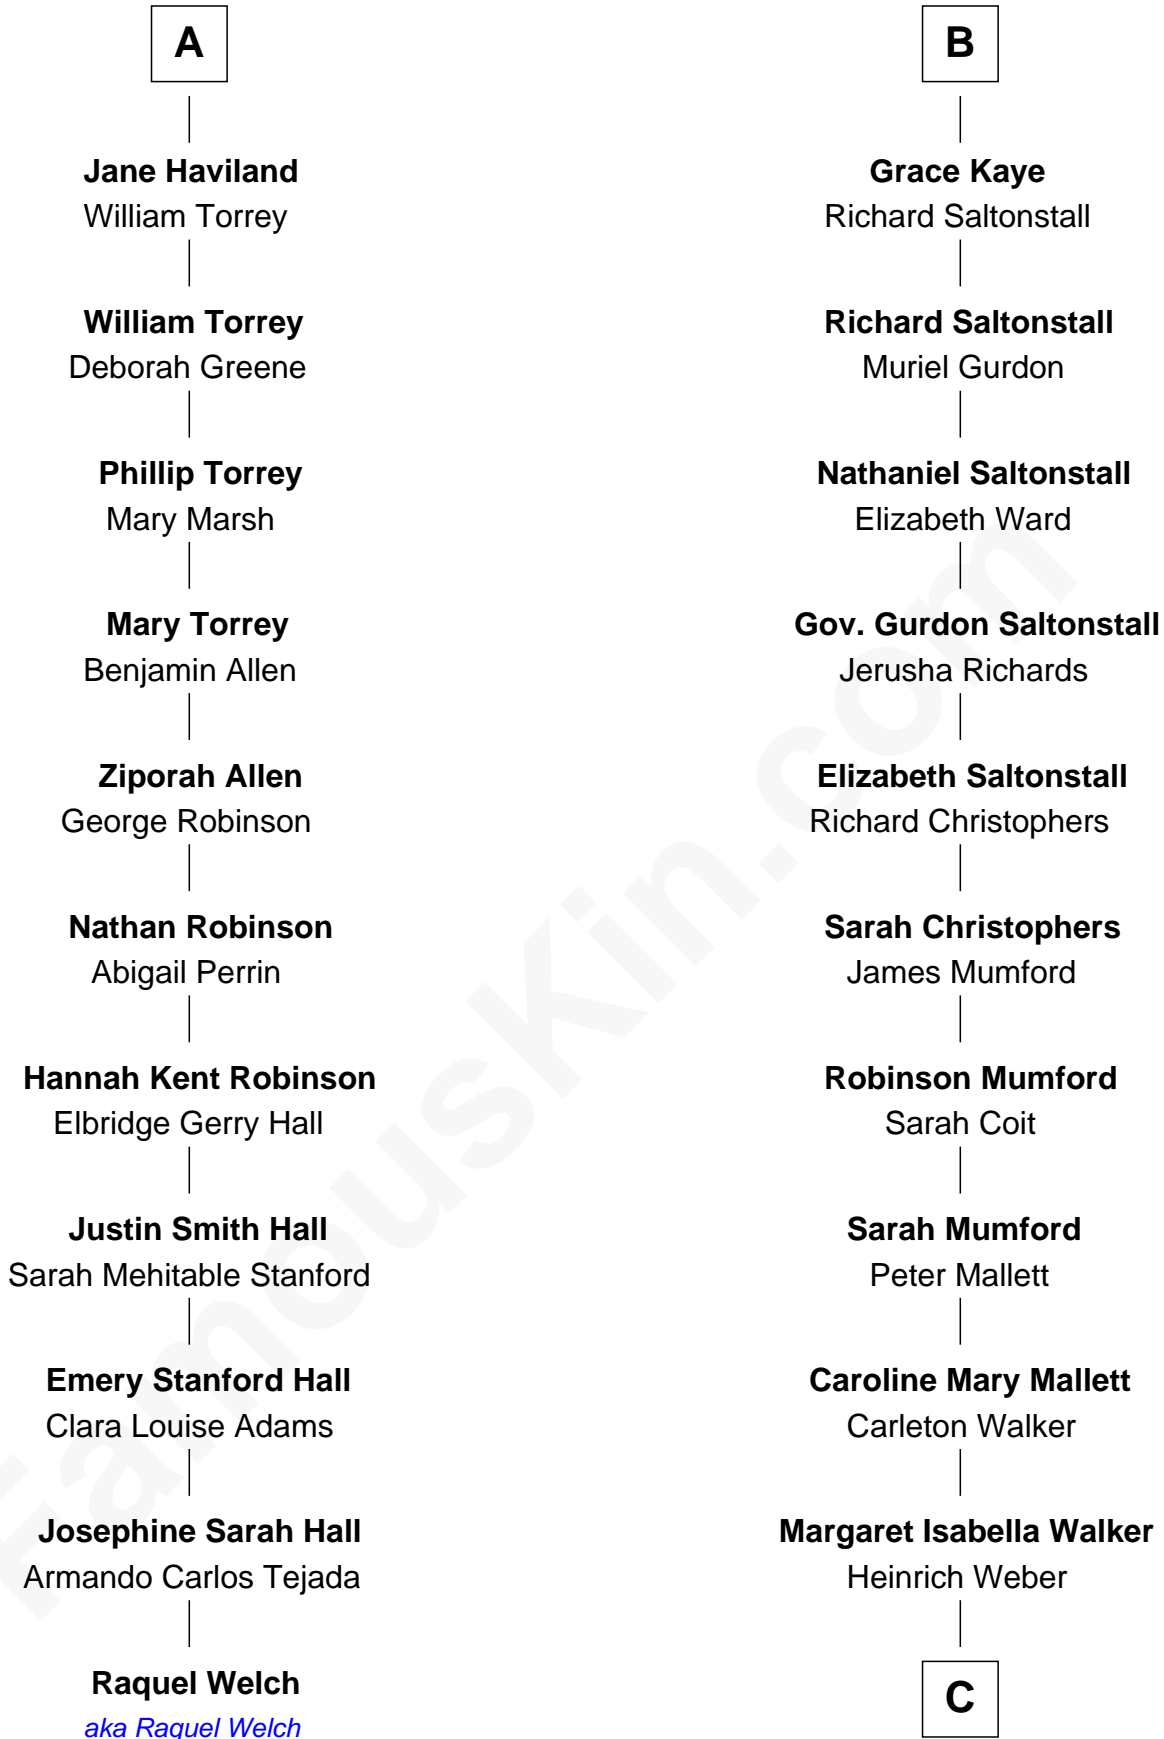 A
Jane Haviland
William Torrey
William Torrey
Deborah Greene
Phillip Torrey
Mary Marsh
Mary Torrey
Benjamin Allen
Ziporah Allen
George Robinson
Nathan Robinson
Abigail Perrin
Hannah Kent Robinson
Elbridge Gerry Hall
Justin Smith Hall
Sarah Mehitable Stanford
Emery Stanford Hall
Clara Louise Adams
Josephine Sarah Hall
Armando Carlos Tejada
Raquel Welch
aka Raquel Welch
B
Grace Kaye
Richard Saltonstall
Richard Saltonstall
Muriel Gurdon
Nathaniel Saltonstall
Elizabeth Ward
Gov. Gurdon Saltonstall
Jerusha Richards
Elizabeth Saltonstall
Richard Christophers
Sarah Christophers
James Mumford
Robinson Mumford
Sarah Coit
Sarah Mumford
Peter Mallett
Caroline Mary Mallett
Carleton Walker
Margaret Isabella Walker
Heinrich Weber
C
FamousKin.com